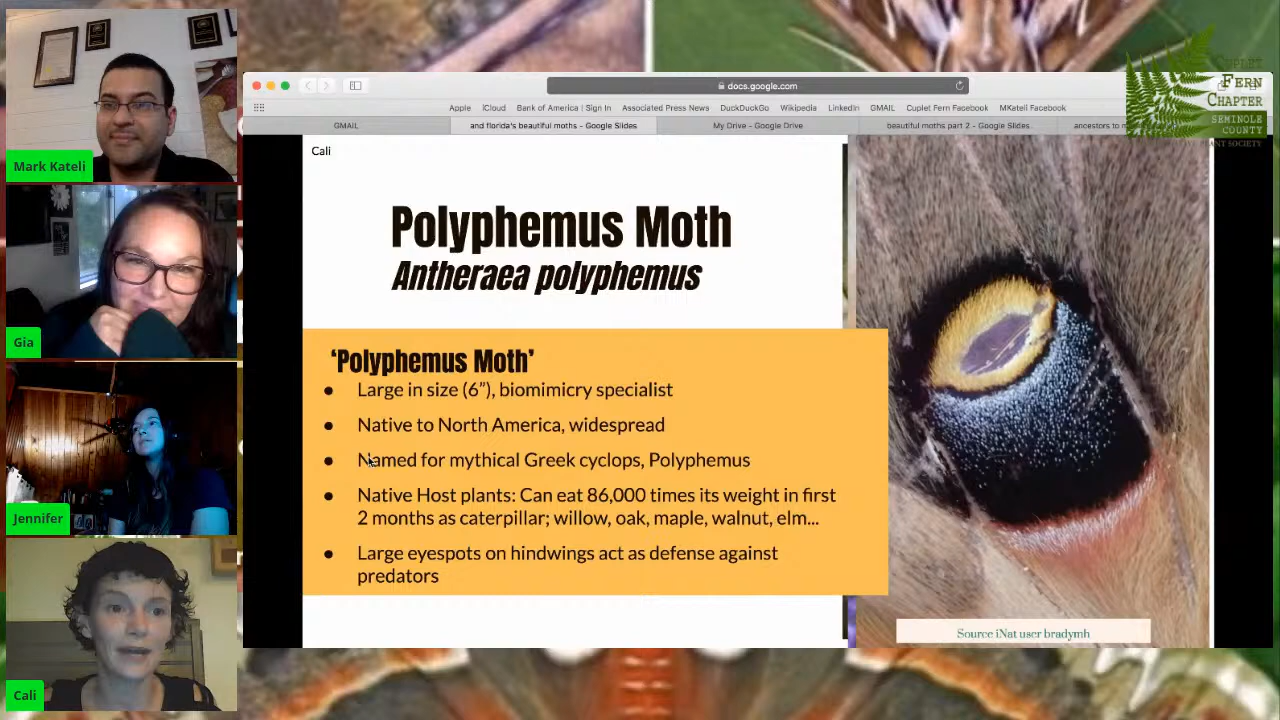 Mark Kateli
Gia
Jennifer
Cali
docs.google.com
Apple iCloud Bank of America | Sign In Associated Press News DuckDuckGo Wikipedia LinkedIn GMAIL Cuplet Fern Facebook MKateli Facebook
GMAIL and florida's beautiful moths - Google Slides My Drive - Google Drive beautiful moths part 2 - Google Slides ancestors to
CUPLET
FERN
CHAPTER
SEMINOLE
COUNTY
PLANT SOCIETY
Cali
Polyphemus Moth
Antheraea polyphemus
‘Polyphemus Moth’
● Large in size (6”), biomimicry specialist
● Native to North America, widespread
● Named for mythical Greek cyclops, Polyphemus
● Native Host plants: Can eat 86,000 times its weight in first
2 months as caterpillar; willow, oak, maple, walnut, elm...
● Large eyespots on hindwings act as defense against
predators
Source iNat user bradymh